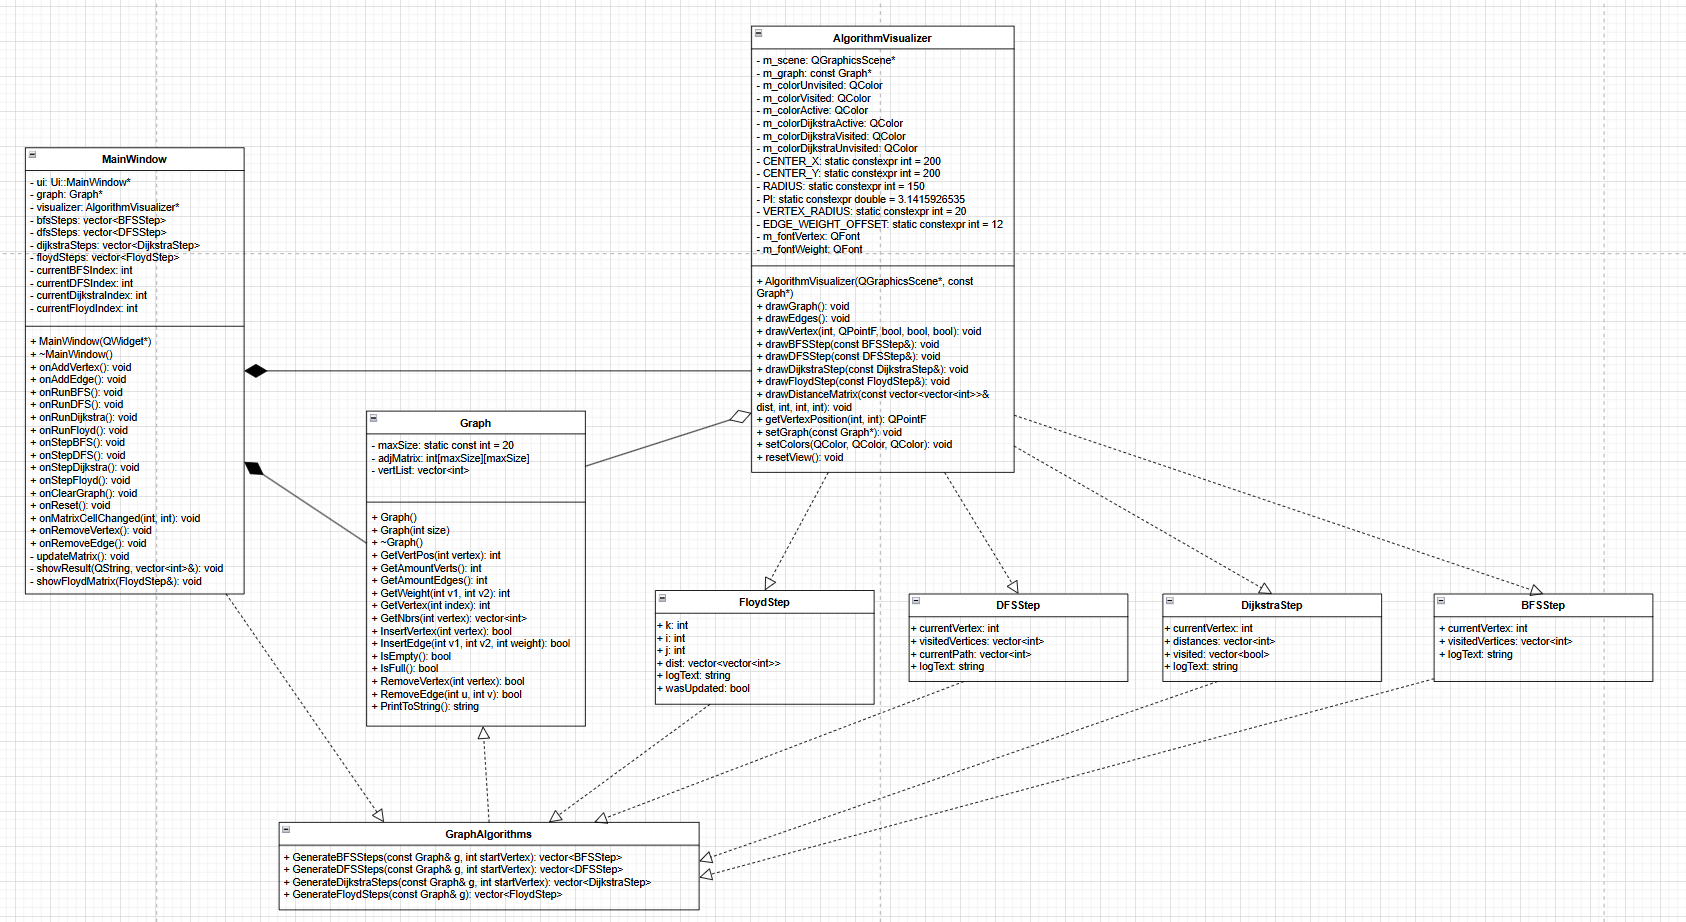 AlgorithmVisualizer
- m_scene: QGraphicsScene*
- m_graph: const Graph*
- m_colorUnvisited: QColor
- m_colorVisited: QColor
- m_colorActive: QColor
- m_colorDijkstraActive: QColor
- m_colorDijkstraVisited: QColor
- m_colorDijkstraUnvisited: QColor
- CENTER_X: static constexpr int = 200
- CENTER_Y: static constexpr int = 200
- RADIUS: static constexpr int = 150
- PI: static constexpr double = 3.1415926535
- VERTEX_RADIUS: static constexpr int = 20
- EDGE_WEIGHT_OFFSET: static constexpr int = 12
- m_fontVertex: QFont
- m_fontWeight: QFont
+ AlgorithmVisualizer(QGraphicsScene*, const
Graph*)
+ drawGraph(): void
+ drawEdges(): void
+ drawVertex(int, QPointF, bool, bool, bool): void
+ drawBFSStep(const BFSStep&): void
+ drawDFSStep(const DFSStep&): void
+ drawDijkstraStep(const DijkstraStep&): void
+ drawFloydStep(const FloydStep&): void
+ drawDistanceMatrix(const vector<vector<int>>&
dist, int, int, int): void
+ getVertexPosition(int, int): QPointF
+ setGraph(const Graph*): void
+ setColors(QColor, QColor, QColor): void
+ resetView(): void
MainWindow
- ui: Ui::MainWindow*
- graph: Graph*
- visualizer: AlgorithmVisualizer*
- bfsSteps: vector<BFSStep>
- dfsSteps: vector<DFSStep>
- dijkstraSteps: vector<DijkstraStep>
- floydSteps: vector<FloydStep>
- currentBFSIndex: int
- currentDFSIndex: int
- currentDijkstraIndex: int
- currentFloydIndex: int
+ MainWindow(QWidget*)
+ ~MainWindow()
+ onAddVertex(): void
+ onAddEdge(): void
+ onRunBFS(): void
+ onRunDFS(): void
+ onRunDijkstra(): void
+ onRunFloyd(): void
+ onStepBFS(): void
+ onStepDFS(): void
+ onStepDijkstra(): void
+ onStepFloyd(): void
+ onClearGraph(): void
+ onReset(): void
+ onMatrixCellChanged(int, int): void
+ onRemoveVertex(): void
+ onRemoveEdge(): void
- updateMatrix(): void
- showResult(QString, vector<int>&): void
- showFloydMatrix(FloydStep&): void
Graph
- maxSize: static const int = 20
- adjMatrix: int[maxSize][maxSize]
- vertList: vector<int>
+ Graph()
+ Graph(int size)
+ ~Graph()
+ GetVertPos(int vertex): int
+ GetAmountVerts(): int
+ GetAmountEdges(): int
+ GetWeight(int v1, int v2): int
+ GetVertex(int index): int
+ GetNbrs(int vertex): vector<int>
+ InsertVertex(int vertex): bool
+ InsertEdge(int v1, int v2, int weight): bool
+ IsEmpty(): bool
+ IsFull(): bool
+ RemoveVertex(int vertex): bool
+ RemoveEdge(int u, int v): bool
+ PrintToString(): string
FloydStep
+ k: int
+ i: int
+ j: int
+ dist: vector<vector<int>>
+ logText: string
+ wasUpdated: bool
DFSStep
+ currentVertex: int
+ visitedVertices: vector<int>
+ currentPath: vector<int>
+ logText: string
DijkstraStep
+ currentVertex: int
+ distances: vector<int>
+ visited: vector<bool>
+ logText: string
BFSStep
+ currentVertex: int
+ visitedVertices: vector<int>
+ logText: string
GraphAlgorithms
+ GenerateBFSSteps(const Graph& g, int startVertex): vector<BFSStep>
+ GenerateDFSSteps(const Graph& g, int startVertex): vector<DFSStep>
+ GenerateDijkstraSteps(const Graph& g, int startVertex): vector<DijkstraStep>
+ GenerateFloydSteps(const Graph& g): vector<FloydStep>